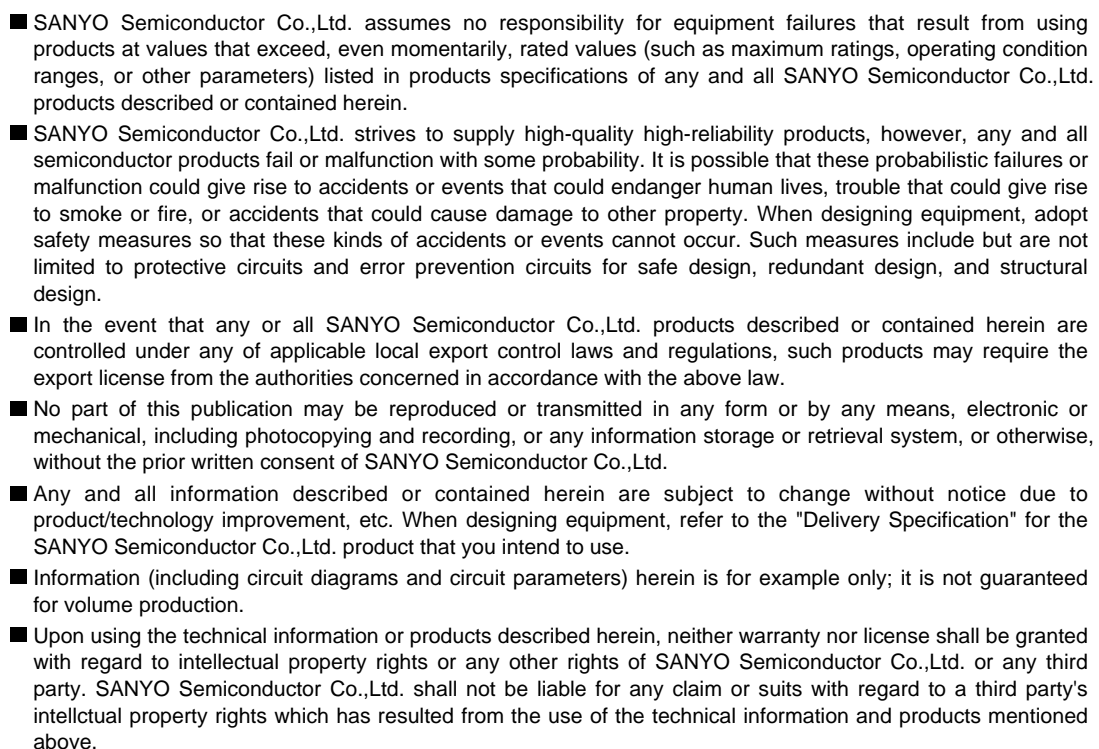 ■ SANYO Semiconductor Co.,Ltd. assumes no responsibility for equipment failures that result from using
products at values that exceed, even momentarily, rated values (such as maximum ratings, operating condition
ranges, or other parameters) listed in products specifications of any and all SANYO Semiconductor Co.,Ltd.
products described or contained herein.
■ SANYO Semiconductor Co.,Ltd. strives to supply high-quality high-reliability products, however, any and all
semiconductor products fail or malfunction with some probability. It is possible that these probabilistic failures or
malfunction could give rise to accidents or events that could endanger human lives, trouble that could give rise
to smoke or fire, or accidents that could cause damage to other property. When designing equipment, adopt
safety measures so that these kinds of accidents or events cannot occur. Such measures include but are not
limited to protective circuits and error prevention circuits for safe design, redundant design, and structural
design.
■ In the event that any or all SANYO Semiconductor Co.,Ltd. products described or contained herein are
controlled under any of applicable local export control laws and regulations, such products may require the
export license from the authorities concerned in accordance with the above law.
■ No part of this publication may be reproduced or transmitted in any form or by any means, electronic or
mechanical, including photocopying and recording, or any information storage or retrieval system, or otherwise,
without the prior written consent of SANYO Semiconductor Co.,Ltd.
■ Any and all information described or contained herein are subject to change without notice due to
product/technology improvement, etc. When designing equipment, refer to the "Delivery Specification" for the
SANYO Semiconductor Co.,Ltd. product that you intend to use.
■ Information (including circuit diagrams and circuit parameters) herein is for example only; it is not guaranteed
for volume production.
■ Upon using the technical information or products described herein, neither warranty nor license shall be granted
with regard to intellectual property rights or any other rights of SANYO Semiconductor Co.,Ltd. or any third
party. SANYO Semiconductor Co.,Ltd. shall not be liable for any claim or suits with regard to a third party's
intellctual property rights which has resulted from the use of the technical information and products mentioned
above.